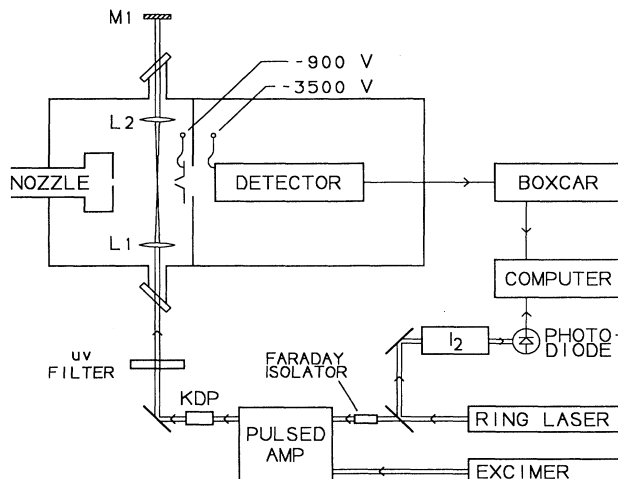 M1
-900 V
-3500 V
L2
NOZZLE
DETECTOR
BOXCAR
L1
COMPUTER
I2
PHOTO-
DIODE
UV
FILTER
FARADAY
ISOLATOR
KDP
PULSED
AMP
RING LASER
EXCIMER